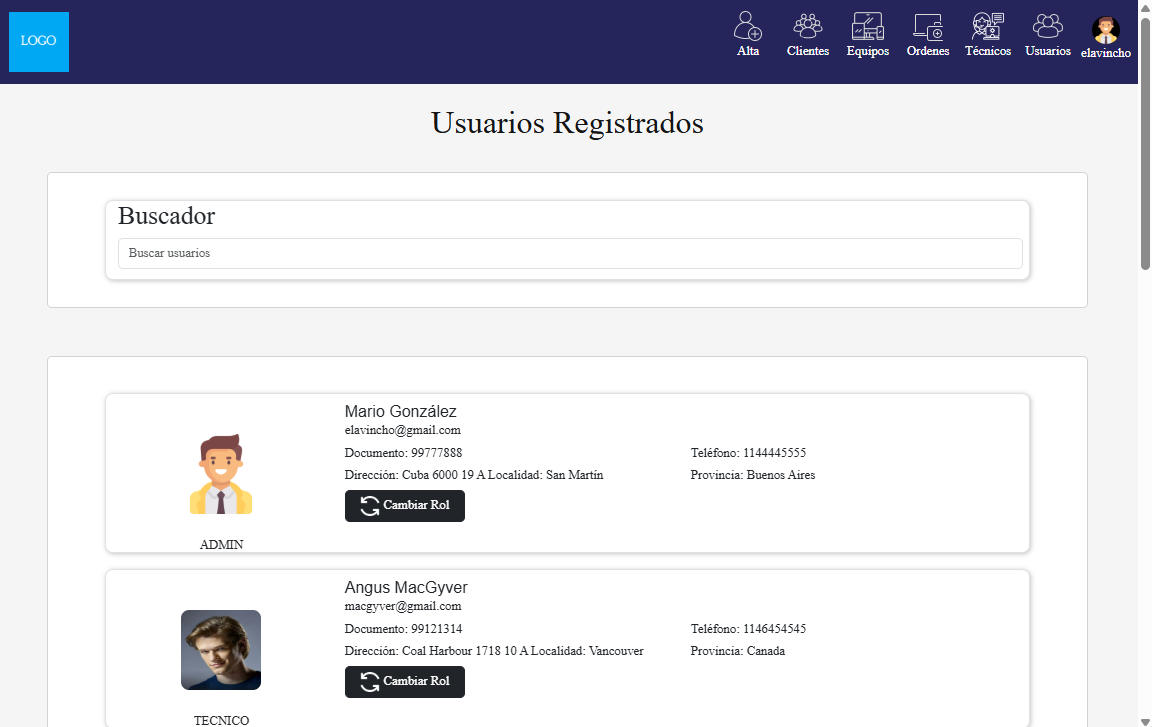 LOGO
Alta
Clientes
Equipos
Ordenes
Técnicos
Usuarios
elavincho
Usuarios Registrados
Buscador
Buscar usuarios
Mario González
elavincho@gmail.com
Documento: 99777888
Teléfono: 1144445555
Dirección: Cuba 6000 19 A Localidad: San Martín
Provincia: Buenos Aires
Cambiar Rol
ADMIN
Angus MacGyver
macgyver@gmail.com
Documento: 99121314
Teléfono: 1146454545
Dirección: Coal Harbour 1718 10 A Localidad: Vancouver
Provincia: Canada
Cambiar Rol
TECNICO